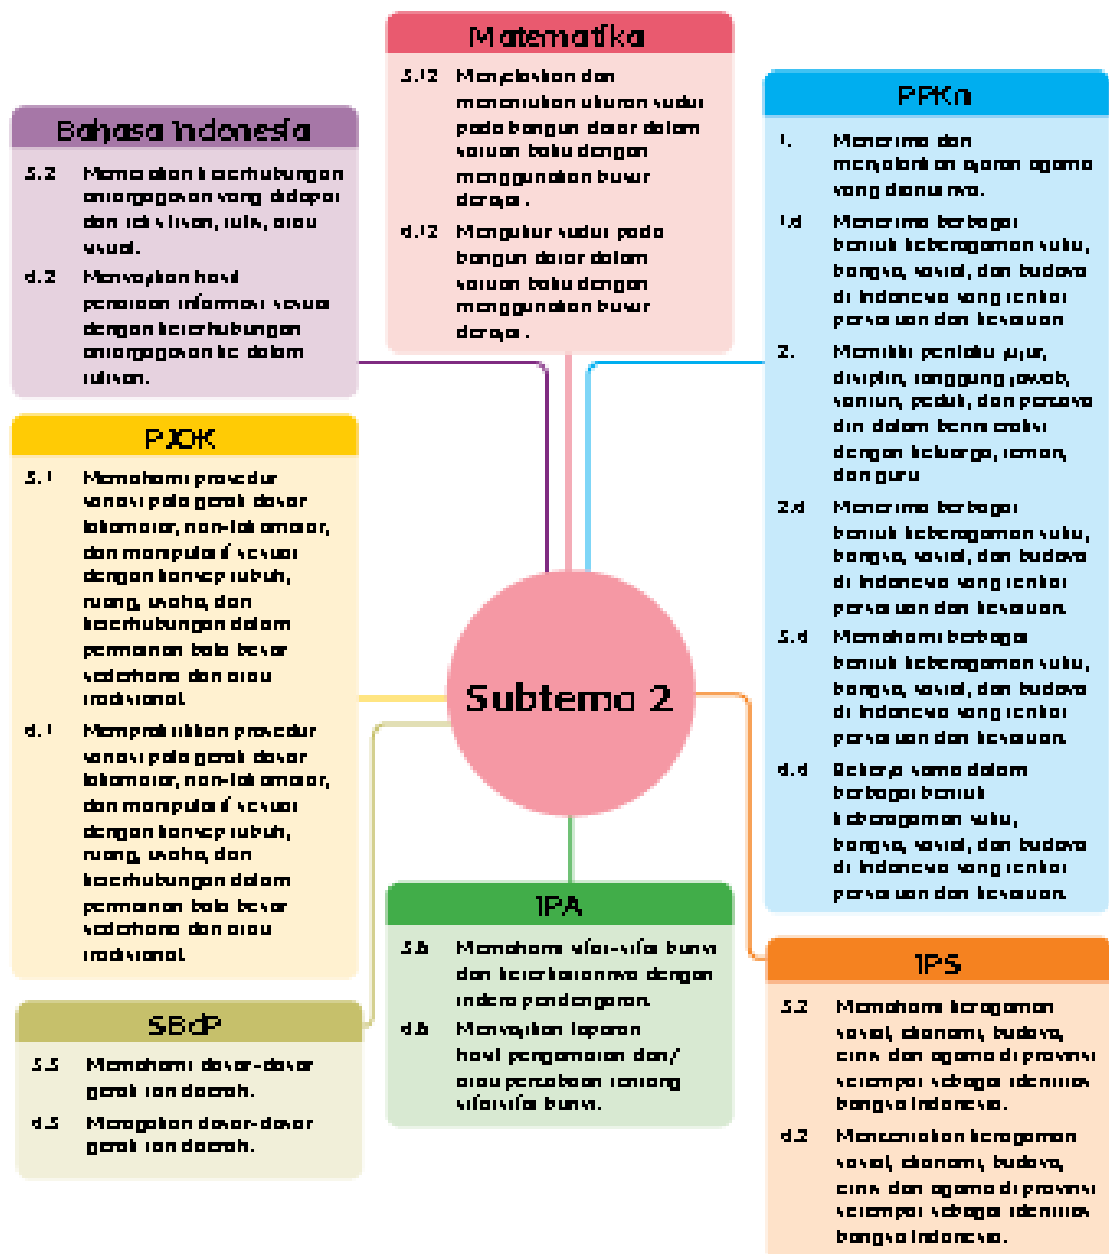 Matematika
3.12 Menjelaskan dan
menentukan ukuran sudut
pada bangun datar dalam
satuan baku dengan
menggunakan busur
derajat.
4.12 Mengukur sudut pada
bangun datar dalam
satuan baku dengan
menggunakan busur
derajat.
Bahasa Indonesia
3.2 Memetakan keterhubungan
antargagasan yang didapat
dari teks lisan, tulis, atau
visual.
4.2 Menyajikan hasil
penataan informasi sesuai
dengan keterhubungan
antargagasan ke dalam
tulisan.
PPKn
1. Menerima dan
menjalankan ajaran agama
yang dianutnya.
1.4 Menerima berbagai
bentuk keberagaman suku,
bangsa, sosial, dan budaya
di Indonesia yang terikat
persatuan dan kesatuan
2. Memiliki perilaku jujur,
disiplin, tanggung jawab,
santun, peduli, dan percaya
diri dalam berinteraksi
dengan keluarga, teman,
dan guru
2.4 Menerima berbagai
bentuk keberagaman suku,
bangsa, sosial, dan budaya
di Indonesia yang terikat
persatuan dan kesatuan.
3.4 Memahami berbagai
bentuk keberagaman suku,
bangsa, sosial, dan budaya
di Indonesia yang terikat
persatuan dan kesatuan.
4.4 Bekerja sama dalam
berbagai bentuk
keberagaman suku,
bangsa, sosial, dan budaya
di Indonesia yang terikat
persatuan dan kesatuan.
PJOK
3.1 Memahami prosedur
variasi pola gerak dasar
lokomotor, non-lokomotor,
dan manipulatif sesuai
dengan konsep tubuh,
ruang, usaha, dan
keterhubungan dalam
permainan bola besar
sederhana dan atau
tradisional.
4.1 Mempraktikkan prosedur
variasi pola gerak dasar
lokomotor, non-lokomotor,
dan manipulatif sesuai
dengan konsep tubuh,
ruang, usaha, dan
keterhubungan dalam
permainan bola besar
sederhana dan atau
tradisional.
Subtema 2
IPA
3.6 Memahami sifat-sifat bunyi
dan keterkaitannya dengan
indera pendengaran.
4.6 Menyajikan laporan
hasil pengamatan dan/
atau percobaan tentang
sifat-sifat bunyi.
SBdP
3.3 Memahami dasar-dasar
gerak tari daerah.
4.3 Meragakan dasar-dasar
gerak tari daerah.
IPS
3.2 Memahami keragaman
sosial, ekonomi, budaya,
etnis dan agama di provinsi
setempat sebagai identitas
bangsa Indonesia.
4.2 Menceritakan keragaman
sosial, ekonomi, budaya,
etnis dan agama di provinsi
setempat sebagai identitas
bangsa Indonesia.